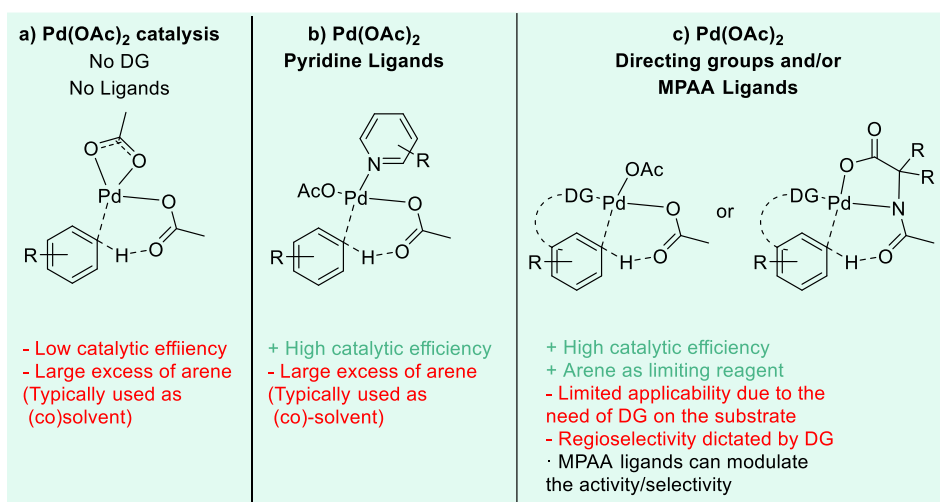 a) Pd(OAc)2 catalysis
No DG
No Ligands
O
O
Pd
O
O
H
R
- Low catalytic effiiency
- Large excess of arene
(Typically used as
(co)solvent)
b) Pd(OAc)2
Pyridine Ligands
R
N
AcO
Pd
O
O
H
R
+ High catalytic efficiency
- Large excess of arene
(Typically used as
(co)-solvent)
c) Pd(OAc)2
Directing groups and/or
MPAA Ligands
OAc
DG
Pd
O
O
H
R
or
O
O
R
R
DG
Pd
N
O
H
R
+ High catalytic efficiency
+ Arene as limiting reagent
- Limited applicability due to the
need of DG on the substrate
- Regioselectivity dictated by DG
· MPAA ligands can modulate
the activity/selectivity